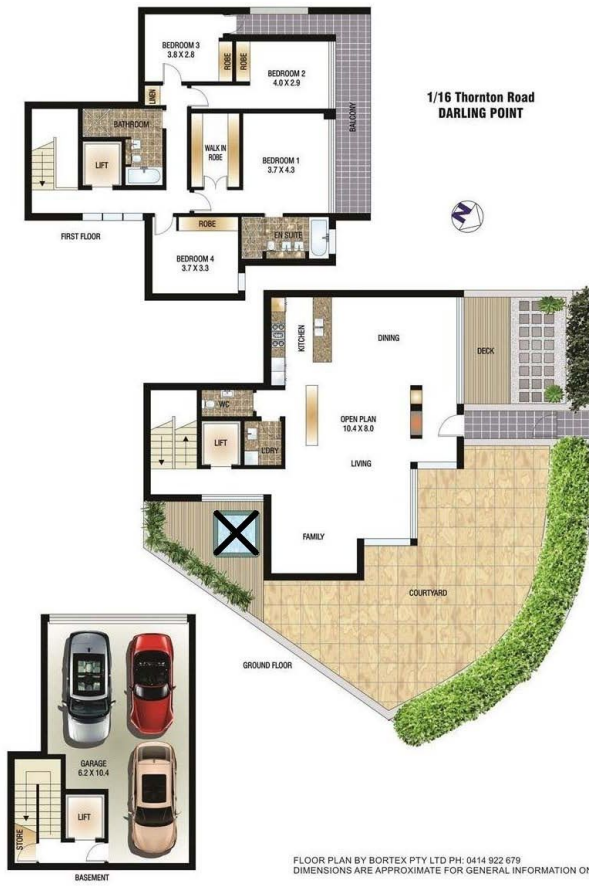 1/16 Thornton Road
DARLING POINT
BEDROOM 3
3.8 X 2.8
ROBE
ROBE
BEDROOM 2
4.0 X 2.9
BALCONY
LINEN
BATHROOM
LIFT
WALK IN
ROBE
BEDROOM 1
3.7 X 4.3
N
FIRST FLOOR
ROBE
BEDROOM 4
3.7 X 3.3
EN SUITE
KITCHEN
DINING
DECK
WC
LIFT
L'DRY
OPEN PLAN
10.4 X 8.0
LIVING
FAMILY
COURTYARD
GROUND FLOOR
GARAGE
6.2 X 10.4
LIFT
STORE
BASEMENT
FLOOR PLAN BY BORTEX PTY LTD PH: 0414 922 679
DIMENSIONS ARE APPROXIMATE FOR GENERAL INFORMATION ON